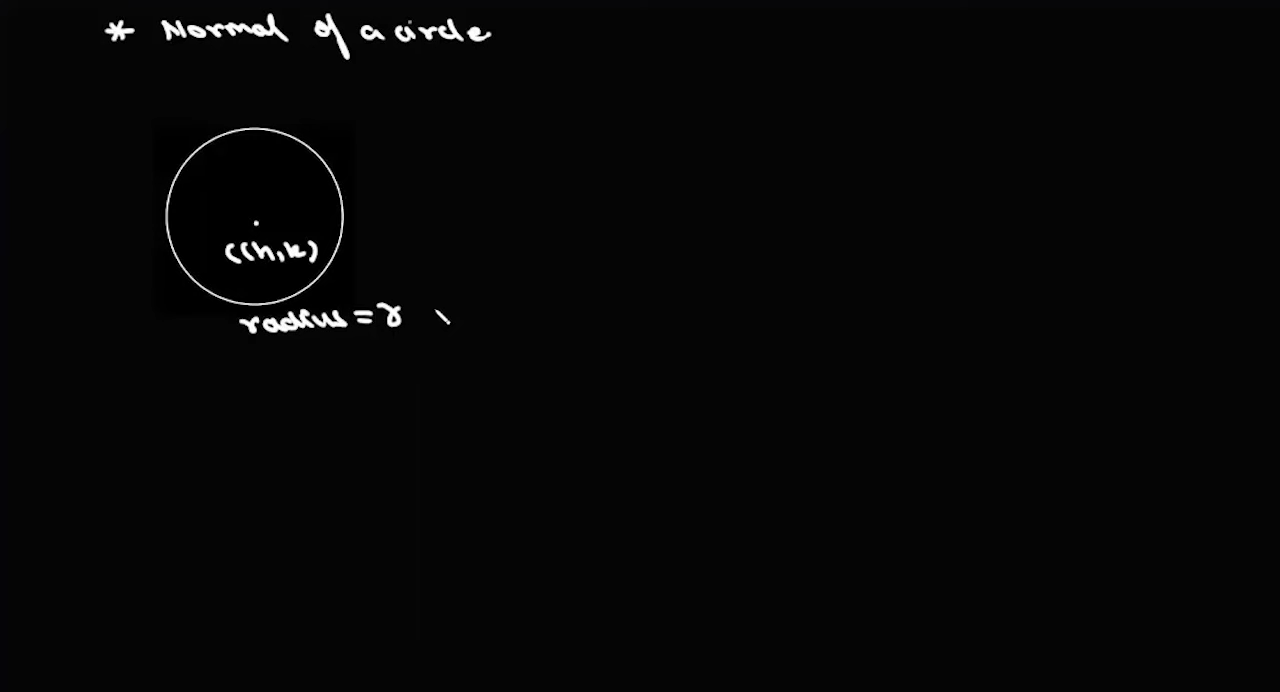 * Normal of a circle
C(h,k)
radius = r